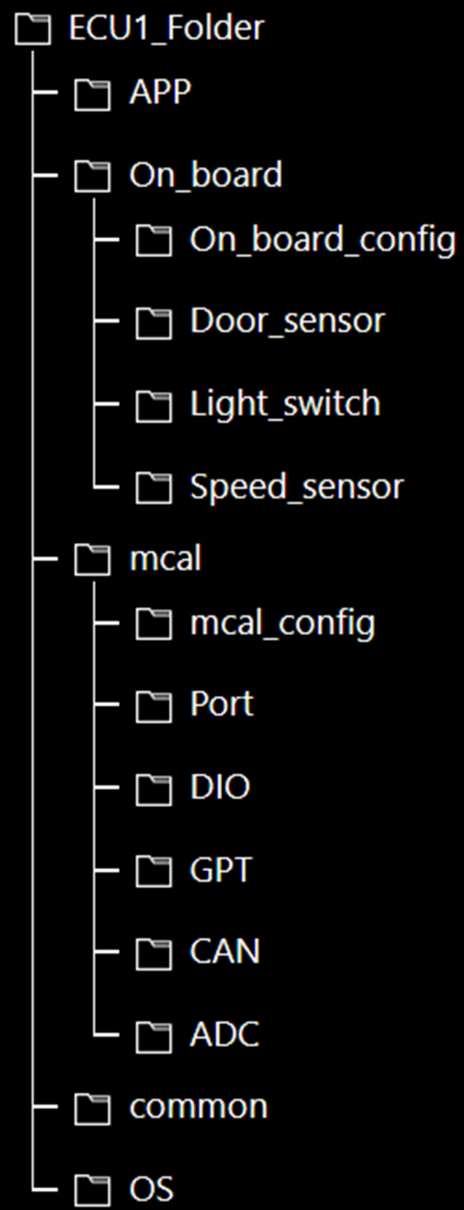 ECU1_Folder
APP
On_board
On_board_config
Door_sensor
Light_switch
Speed_sensor
mcal
mcal_config
Port
DIO
GPT
CAN
ADC
common
OS